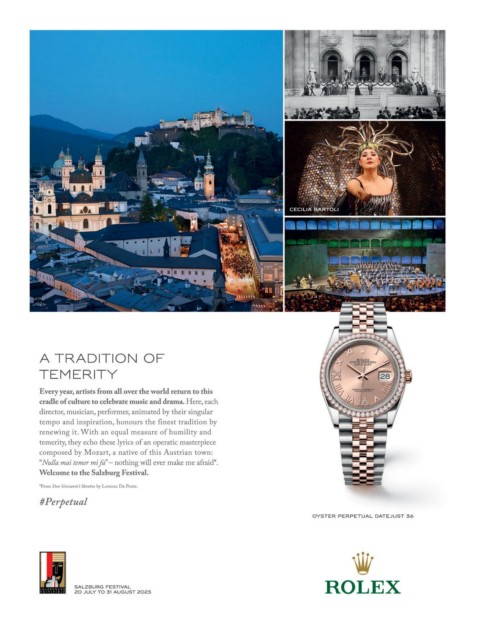 CECILIA BARTOLI
A TRADITION OF
TEMERITY
Every year, artists from all over the world return to this
cradle of culture to celebrate music and drama. Here, each
director, musician, performer, animated by their singular
tempo and inspiration, honours the finest tradition by
renewing it. With an equal measure of humility and
temerity, they echo these lyrics of an operatic masterpiece
composed by Mozart, a native of this Austrian town:
"Nulla mai temer mi fa" – nothing will ever make me afraid*.
Welcome to the Salzburg Festival.
*From Don Giovanni's libretto by Lorenzo Da Ponte.
#Perpetual
28
OYSTER PERPETUAL DATEJUST 36
SALZBURG FESTIVAL
20 JULY TO 31 AUGUST 2023
ROLEX